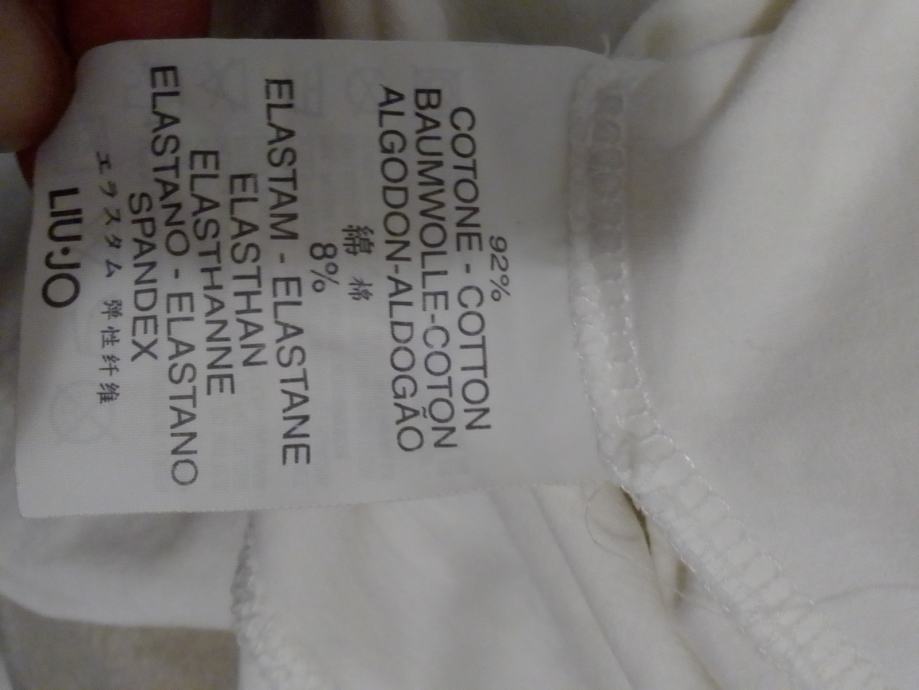 92%
COTONE - COTTON
BAUMWOLLE-COTON
ALGODON-ALDOGÃO
綿 棉
8%
ELASTAM - ELASTANE
ELASTHAN
ELASTHANNE
ELASTANO - ELASTANO
SPANDEX
エラスタム 弹性纤维
LIU·JO